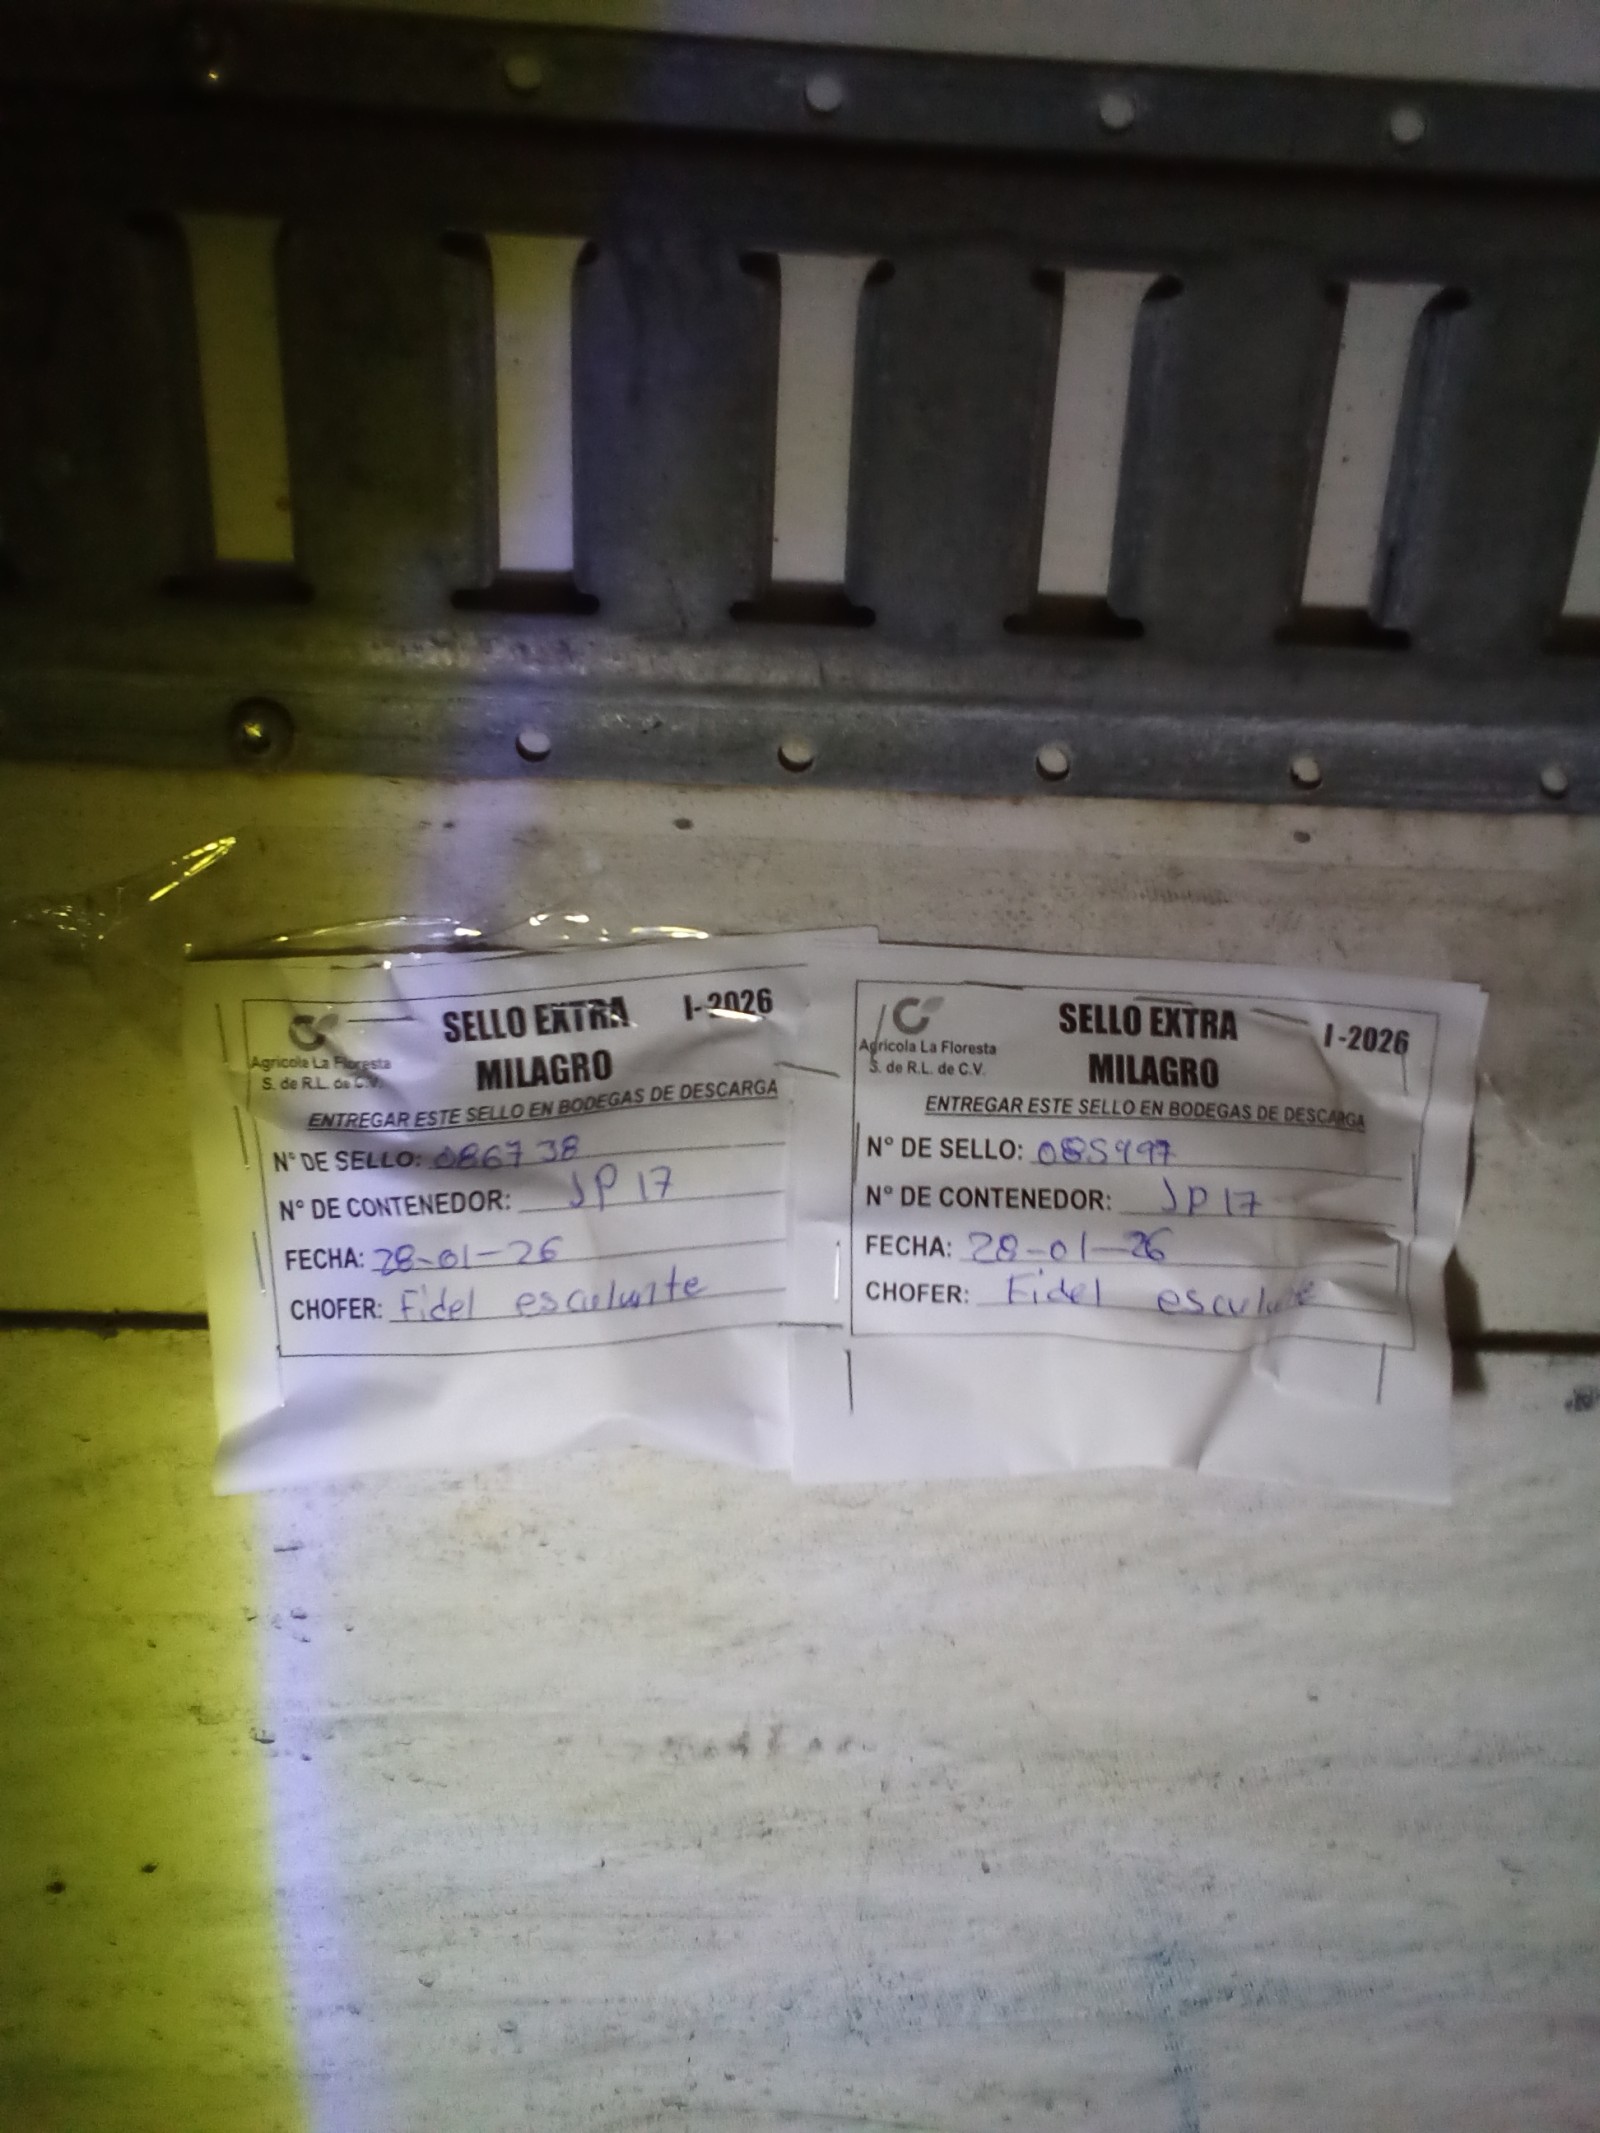 Agricola La Floresta
S. de R.L. de C.V.
SELLO EXTRA I-2026
MILAGRO
ENTREGAR ESTE SELLO EN BODEGAS DE DESCARGA
N° DE SELLO: 086738
N° DE CONTENEDOR: JP 17
FECHA: 28-01-26
CHOFER: Fidel esculunte
Agricola La Floresta
S. de R.L. de C.V.
SELLO EXTRA I-2026
MILAGRO
ENTREGAR ESTE SELLO EN BODEGAS DE DESCARGA
N° DE SELLO: 085997
N° DE CONTENEDOR: JP 17
FECHA: 28-01-26
CHOFER: Fidel